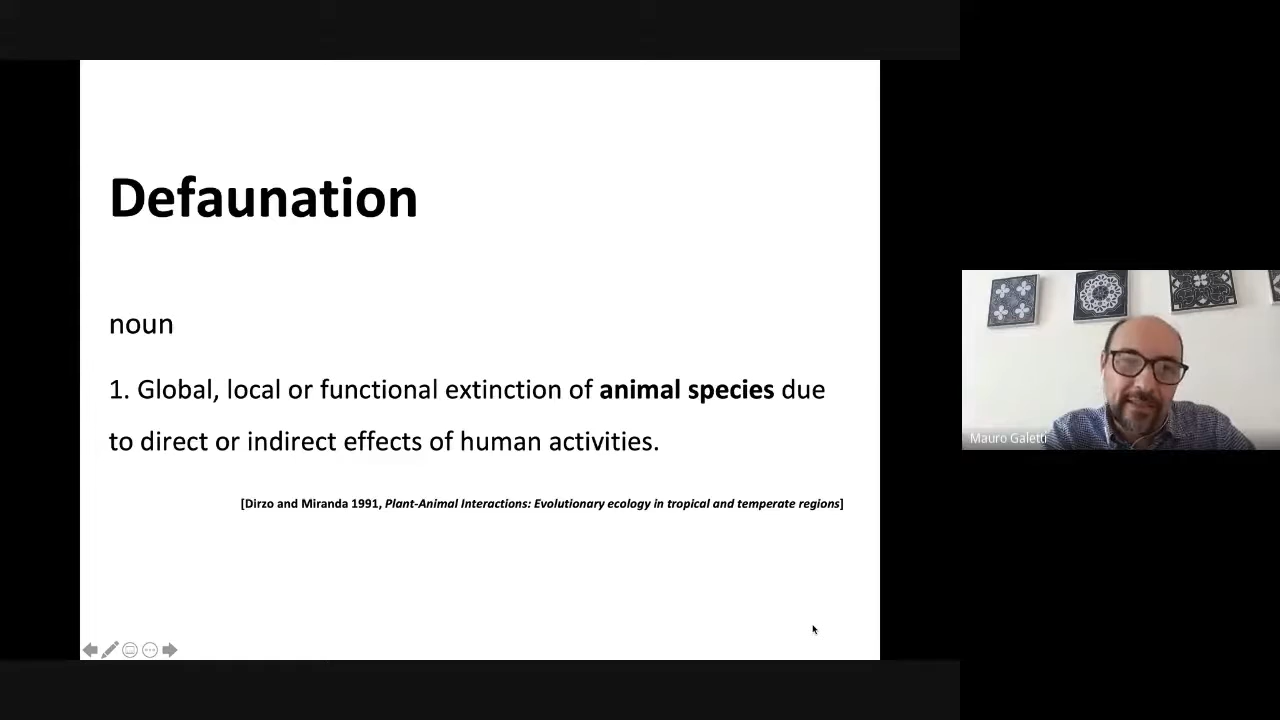 Defaunation
noun
1. Global, local or functional extinction of animal species due
to direct or indirect effects of human activities.
[Dirzo and Miranda 1991, Plant-Animal Interactions: Evolutionary ecology in tropical and temperate regions]
Mauro Galetti